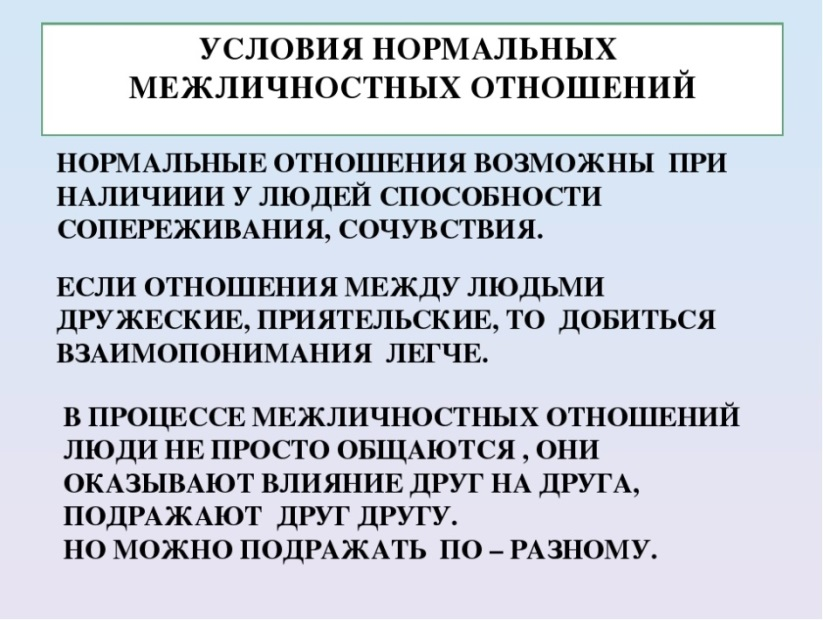 УСЛОВИЯ НОРМАЛЬНЫХ
МЕЖЛИЧНОСТНЫХ ОТНОШЕНИЙ
НОРМАЛЬНЫЕ ОТНОШЕНИЯ ВОЗМОЖНЫ ПРИ
НАЛИЧИИИ У ЛЮДЕЙ СПОСОБНОСТИ
СОПЕРЕЖИВАНИЯ, СОЧУВСТВИЯ.
ЕСЛИ ОТНОШЕНИЯ МЕЖДУ ЛЮДЬМИ
ДРУЖЕСКИЕ, ПРИЯТЕЛЬСКИЕ, ТО ДОБИТЬСЯ
ВЗАИМОПОНИМАНИЯ ЛЕГЧЕ.
В ПРОЦЕССЕ МЕЖЛИЧНОСТНЫХ ОТНОШЕНИЙ
ЛЮДИ НЕ ПРОСТО ОБЩАЮТСЯ , ОНИ
ОКАЗЫВАЮТ ВЛИЯНИЕ ДРУГ НА ДРУГА,
ПОДРАЖАЮТ ДРУГ ДРУГУ.
НО МОЖНО ПОДРАЖАТЬ ПО – РАЗНОМУ.